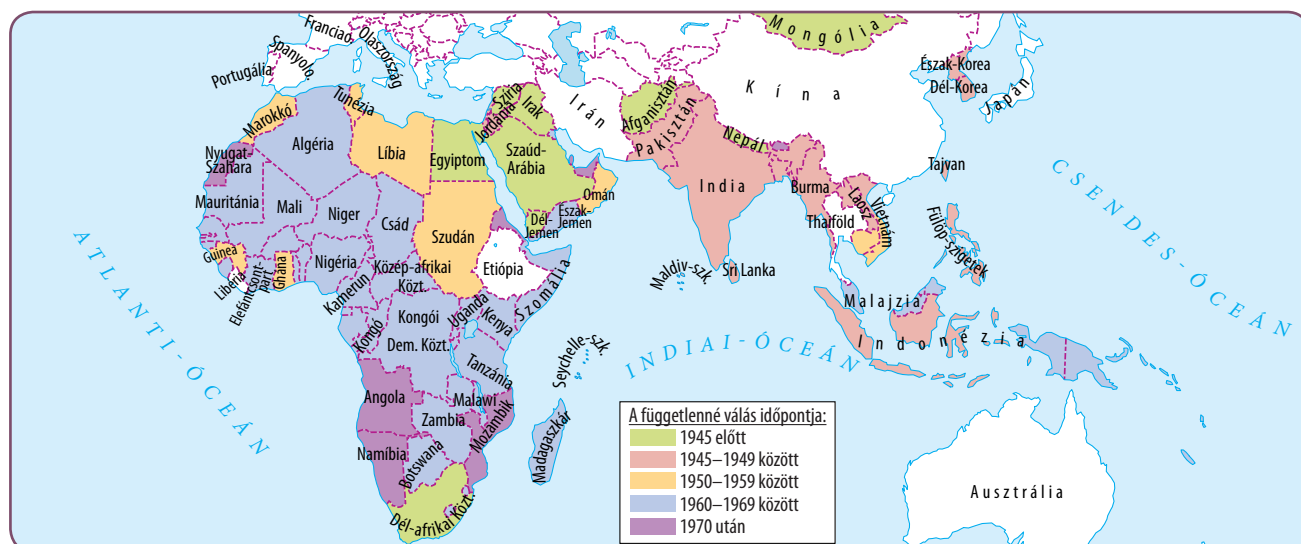 Franciao.
Spanyolo.
Portugália
Olaszország
Mongólia
Kína
Észak-Korea
Dél-Korea
Japán
Irán
Szíria
Jordánia
Irak
Afganisztán
Pakisztán
Nepál
Tunézia
Marokkó
Algéria
Líbia
Egyiptom
Szaúd-
Arábia
Nyugat-
Szahara
Mauritánia
Mali
Niger
Csád
Szudán
Omán
Észak-
Jemen
Dél-
Jemen
India
Burma
Laosz
Vietnám
Thaiföld
Tajvan
Fülöp-szigetek
CSENDES-ÓCEÁN
ATLANTI-ÓCEÁN
Guinea
Libéria
Elefántcsont-
part
Ghána
Nigéria
Kamerun
Közép-afrikai
Közt.
Etiópia
Szomália
Maldív-szk.
Sri Lanka
Malajzia
Indonézia
INDIAI-ÓCEÁN
Kongó
Kongói
Dem. Közt.
Uganda
Kenya
Tanzánia
Seychelle-szk.
Angola
Zambia
Malawi
Mozambik
Madagaszkár
Namíbia
Botswana
Dél-afrikai Közt.
Ausztrália
A függetlenné válás időpontja:
1945 előtt
1945–1949 között
1950–1959 között
1960–1969 között
1970 után